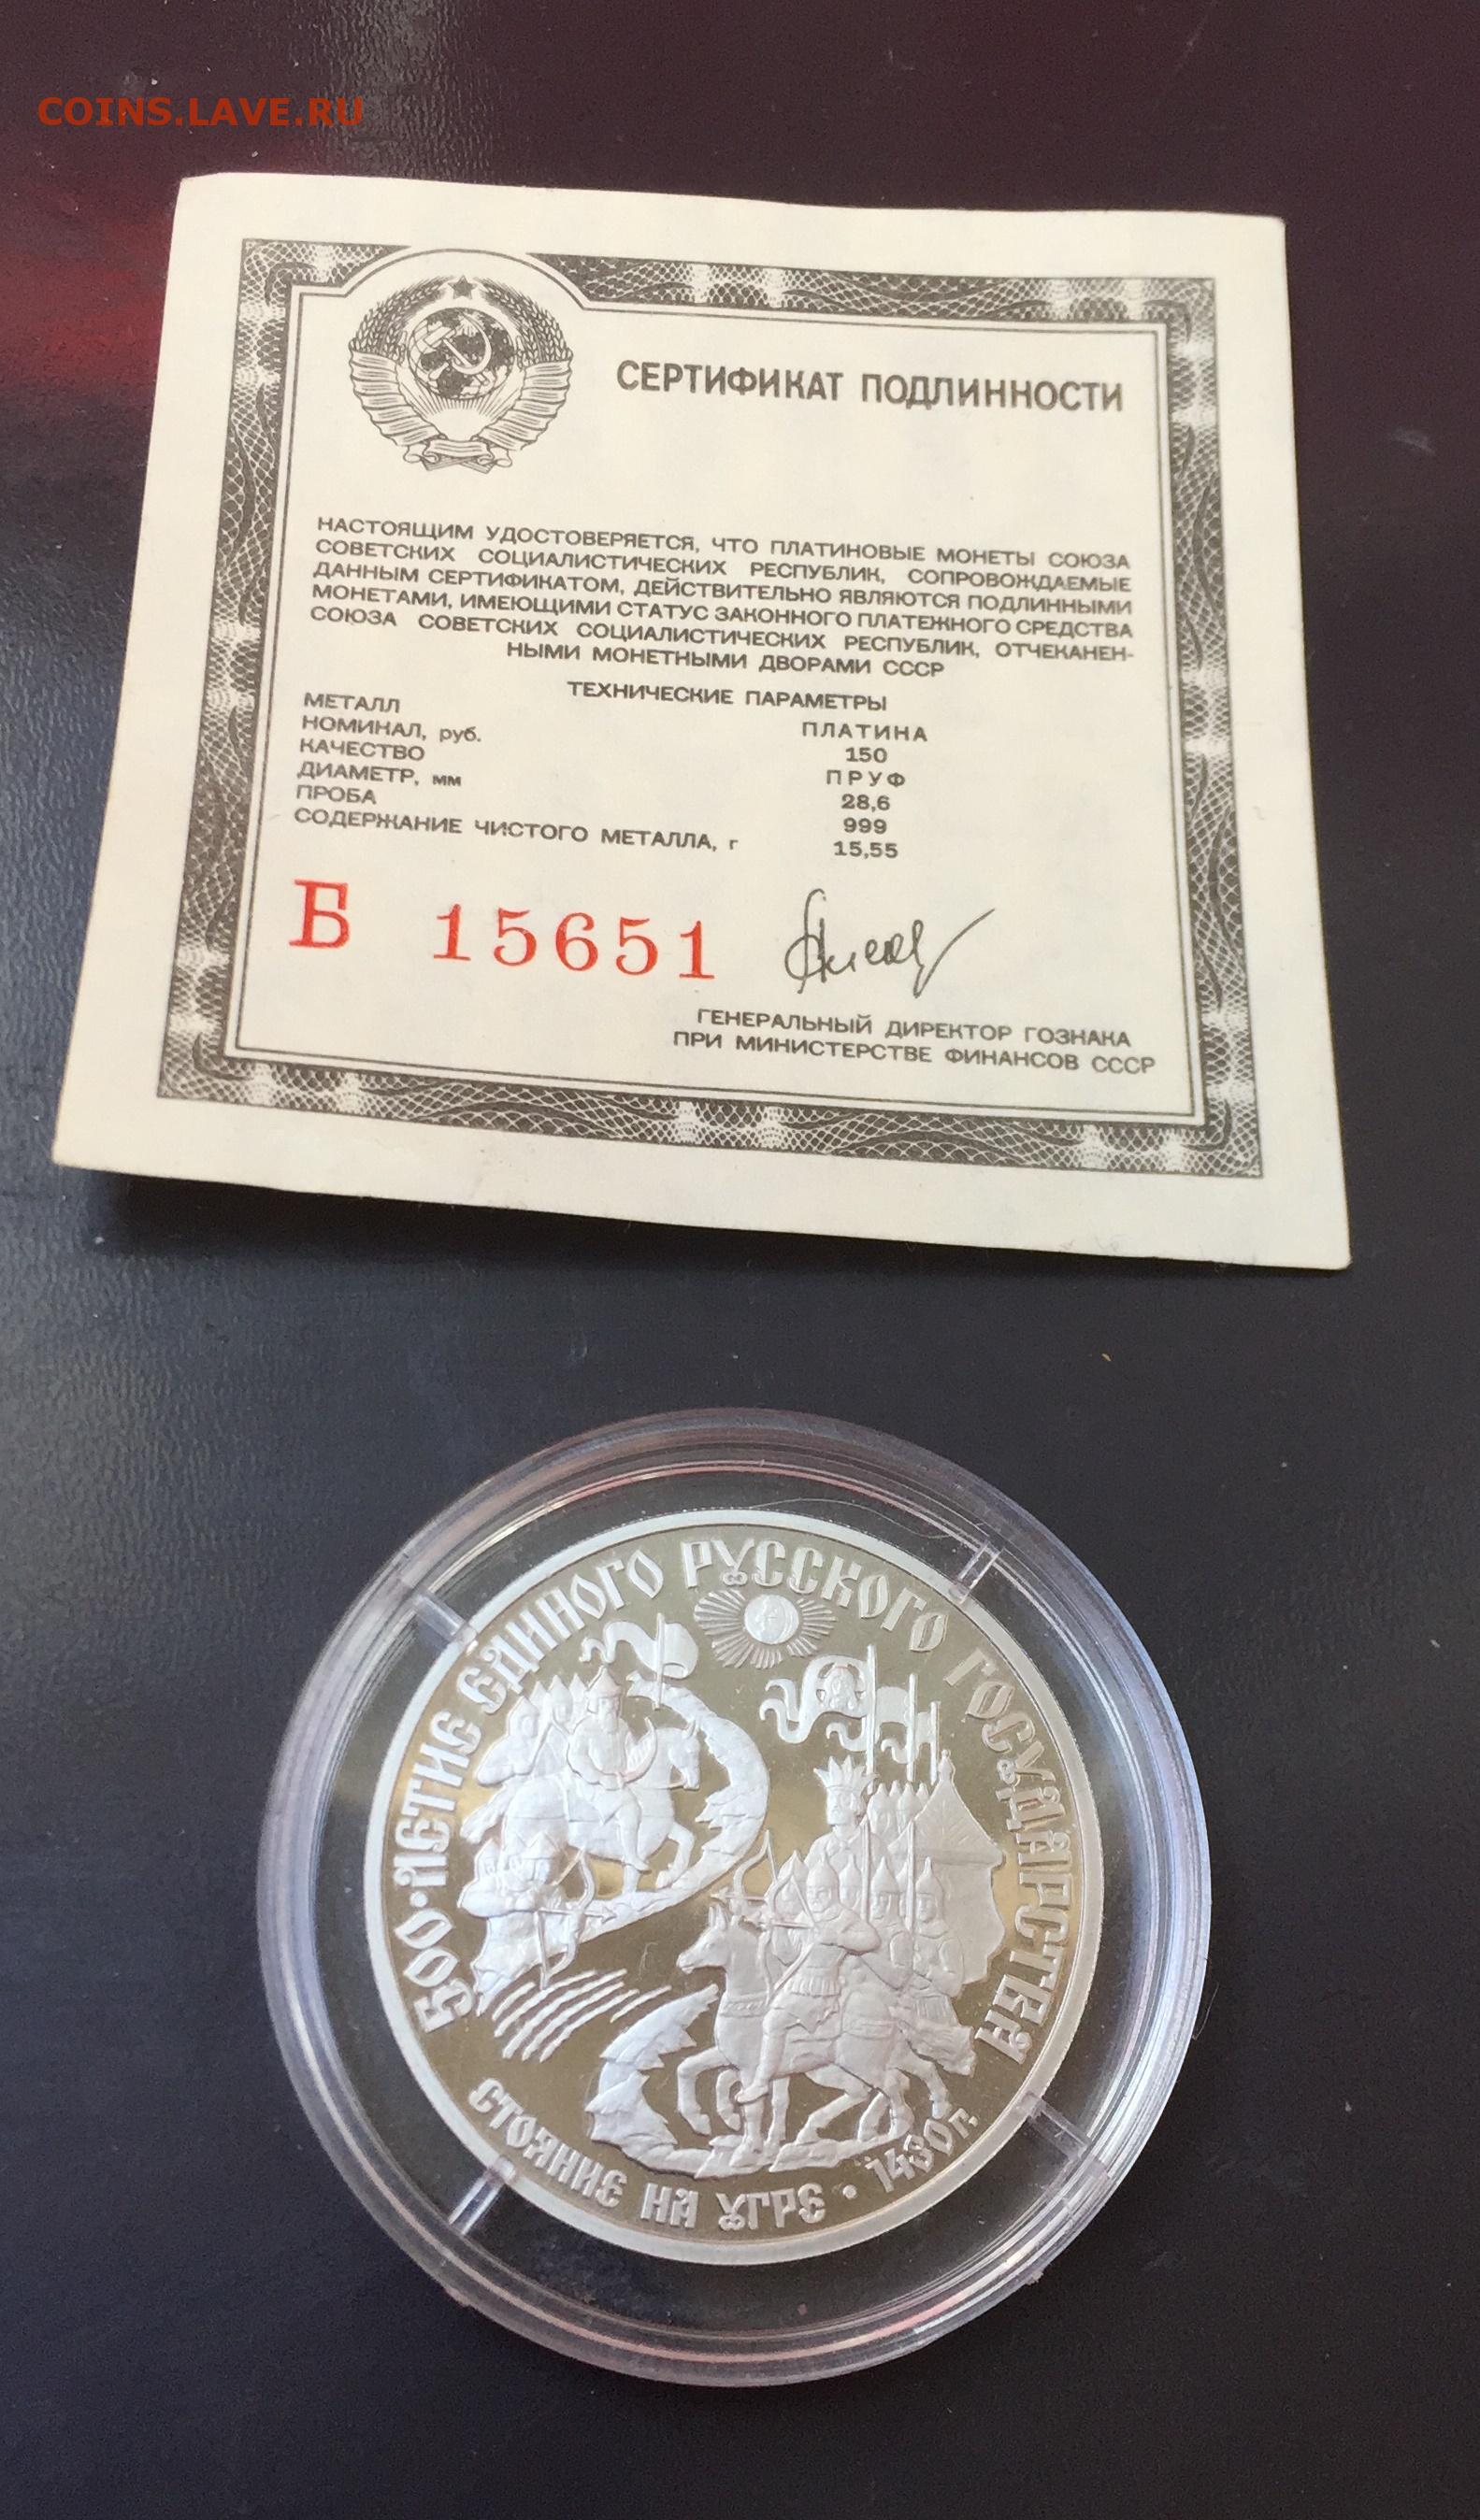 COINS.LAVE.RU
СЕРТИФИКАТ ПОДЛИННОСТИ
НАСТОЯЩИМ УДОСТОВЕРЯЕТСЯ, ЧТО ПЛАТИНОВЫЕ МОНЕТЫ СОЮЗА
СОВЕТСКИХ СОЦИАЛИСТИЧЕСКИХ РЕСПУБЛИК, СОПРОВОЖДАЕМЫЕ
ДАННЫМ СЕРТИФИКАТОМ, ДЕЙСТВИТЕЛЬНО ЯВЛЯЮТСЯ ПОДЛИННЫМИ
МОНЕТАМИ, ИМЕЮЩИМИ СТАТУС ЗАКОННОГО ПЛАТЕЖНОГО СРЕДСТВА
СОЮЗА СОВЕТСКИХ СОЦИАЛИСТИЧЕСКИХ РЕСПУБЛИК, ОТЧЕКАНЕН-
НЫМИ МОНЕТНЫМИ ДВОРАМИ СССР
ТЕХНИЧЕСКИЕ ПАРАМЕТРЫ
МЕТАЛЛ ПЛАТИНА
НОМИНАЛ, руб. 150
КАЧЕСТВО ПРУФ
ДИАМЕТР, мм 28,6
ПРОБА 999
СОДЕРЖАНИЕ ЧИСТОГО МЕТАЛЛА, г 15,55
Б 15651
ГЕНЕРАЛЬНЫЙ ДИРЕКТОР ГОЗНАКА
ПРИ МИНИСТЕРСТВЕ ФИНАНСОВ СССР
500-ЛЕТИЕ ЕДИНОГО РУССКОГО ГОСУДАРСТВА
СТОЯНИЕ НА УГРЕ • 1480 г.